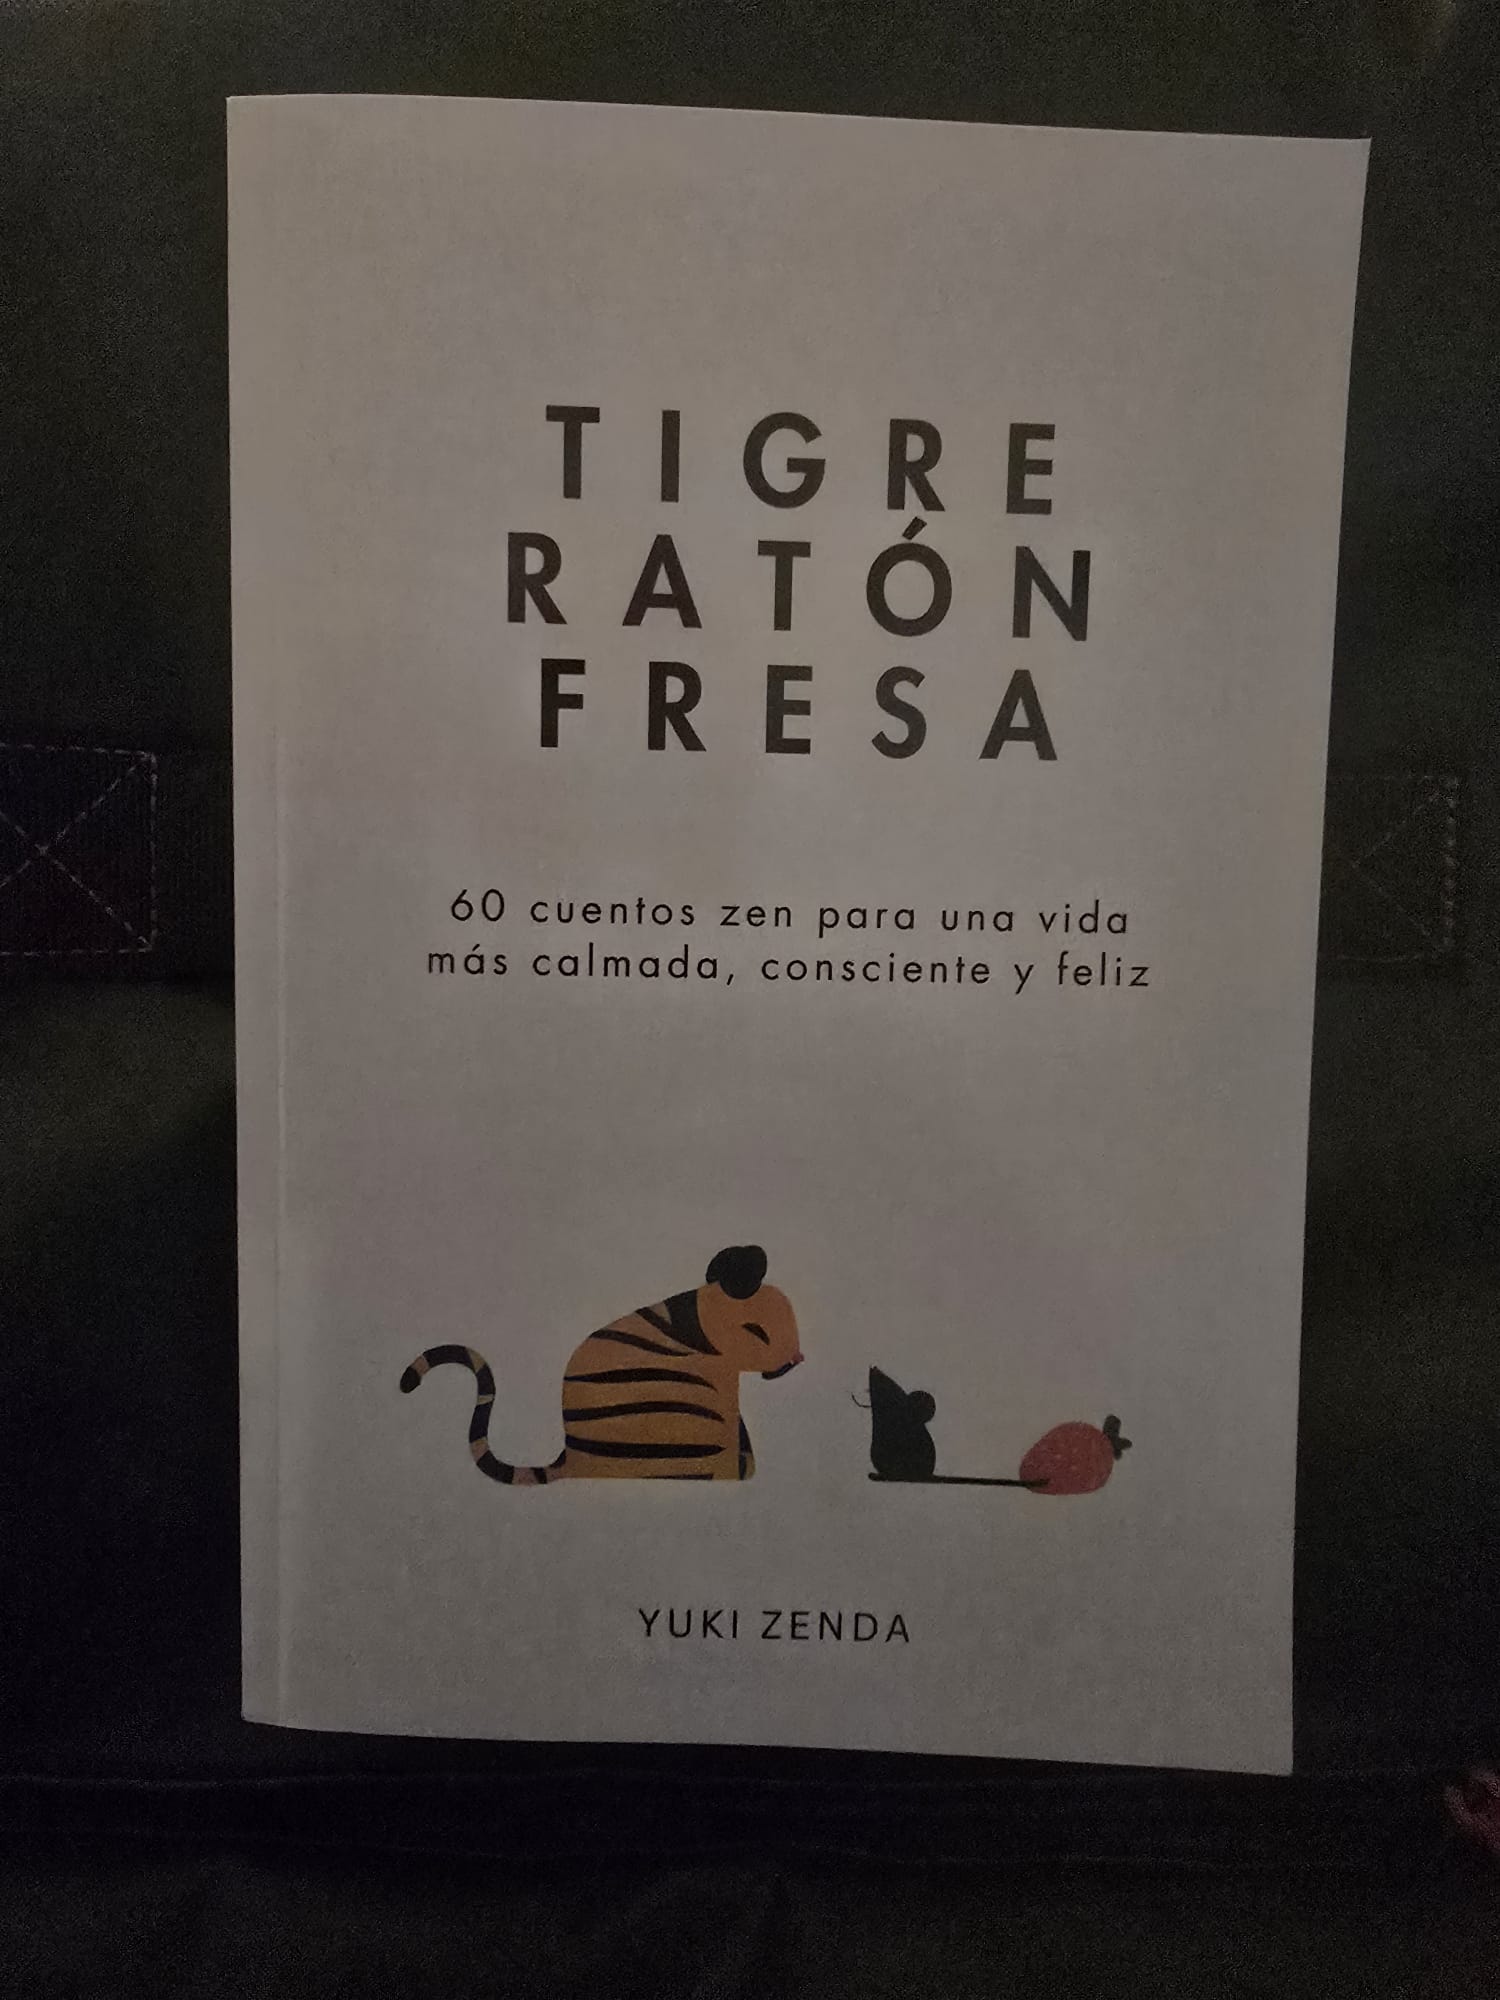 TIGRE
RATÓN
FRESA
60 cuentos zen para una vida
más calmada, consciente y feliz
YUKI ZENDA